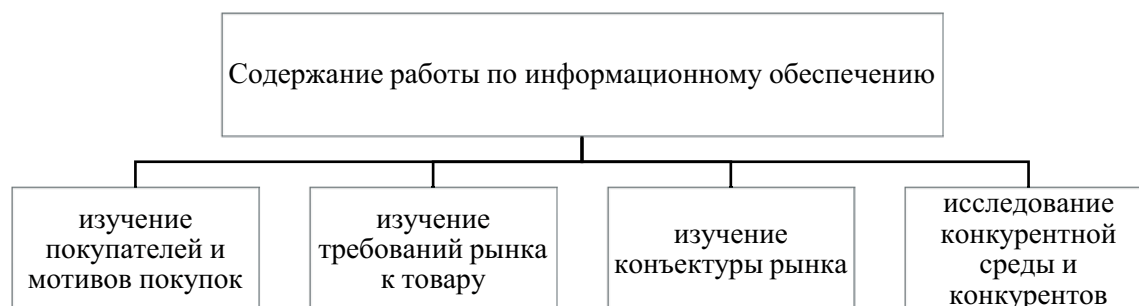 Содержание работы по информационному обеспечению
изучение
покупателей и
мотивов покупок
изучение
требований рынка
к товару
изучение
конъектуры рынка
исследование
конкурентной
среды и
конкурентов